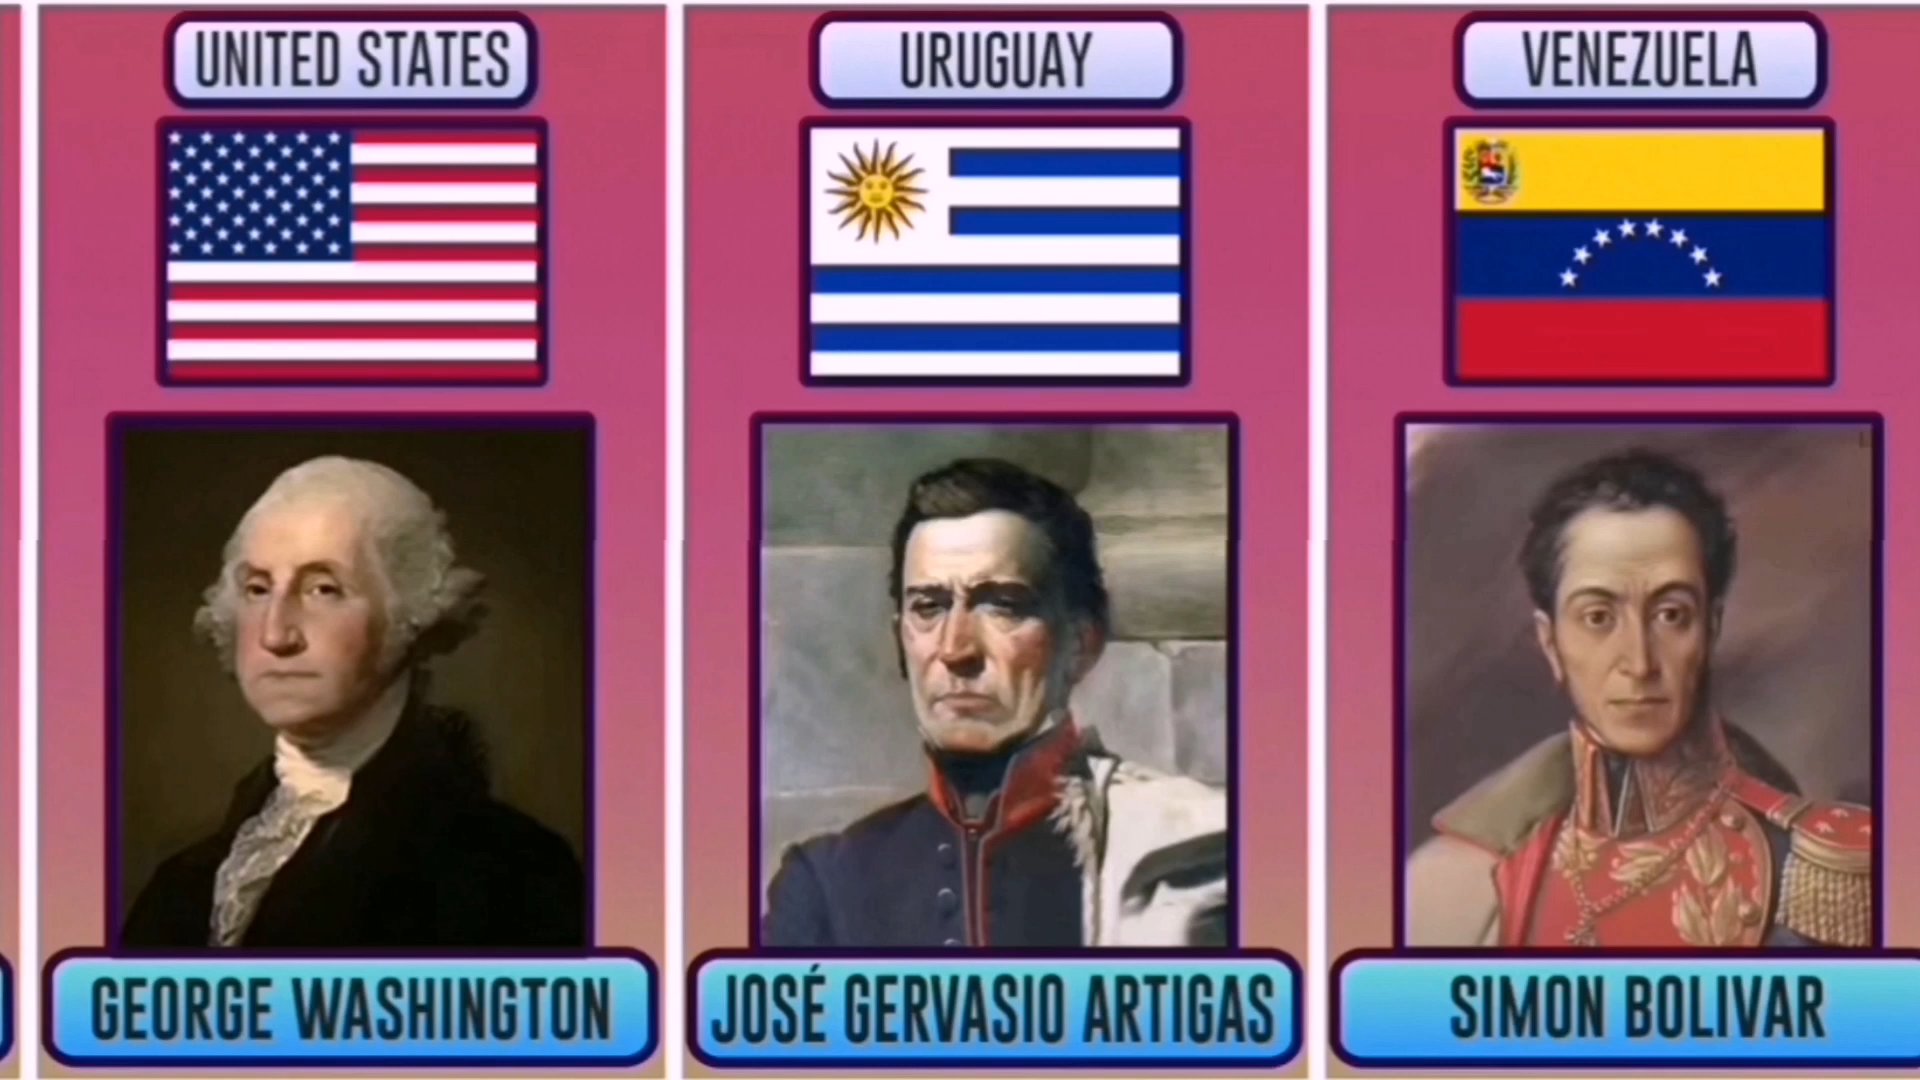 UNITED STATES
URUGUAY
VENEZUELA
GEORGE WASHINGTON
JOSÉ GERVASIO ARTIGAS
SIMON BOLIVAR